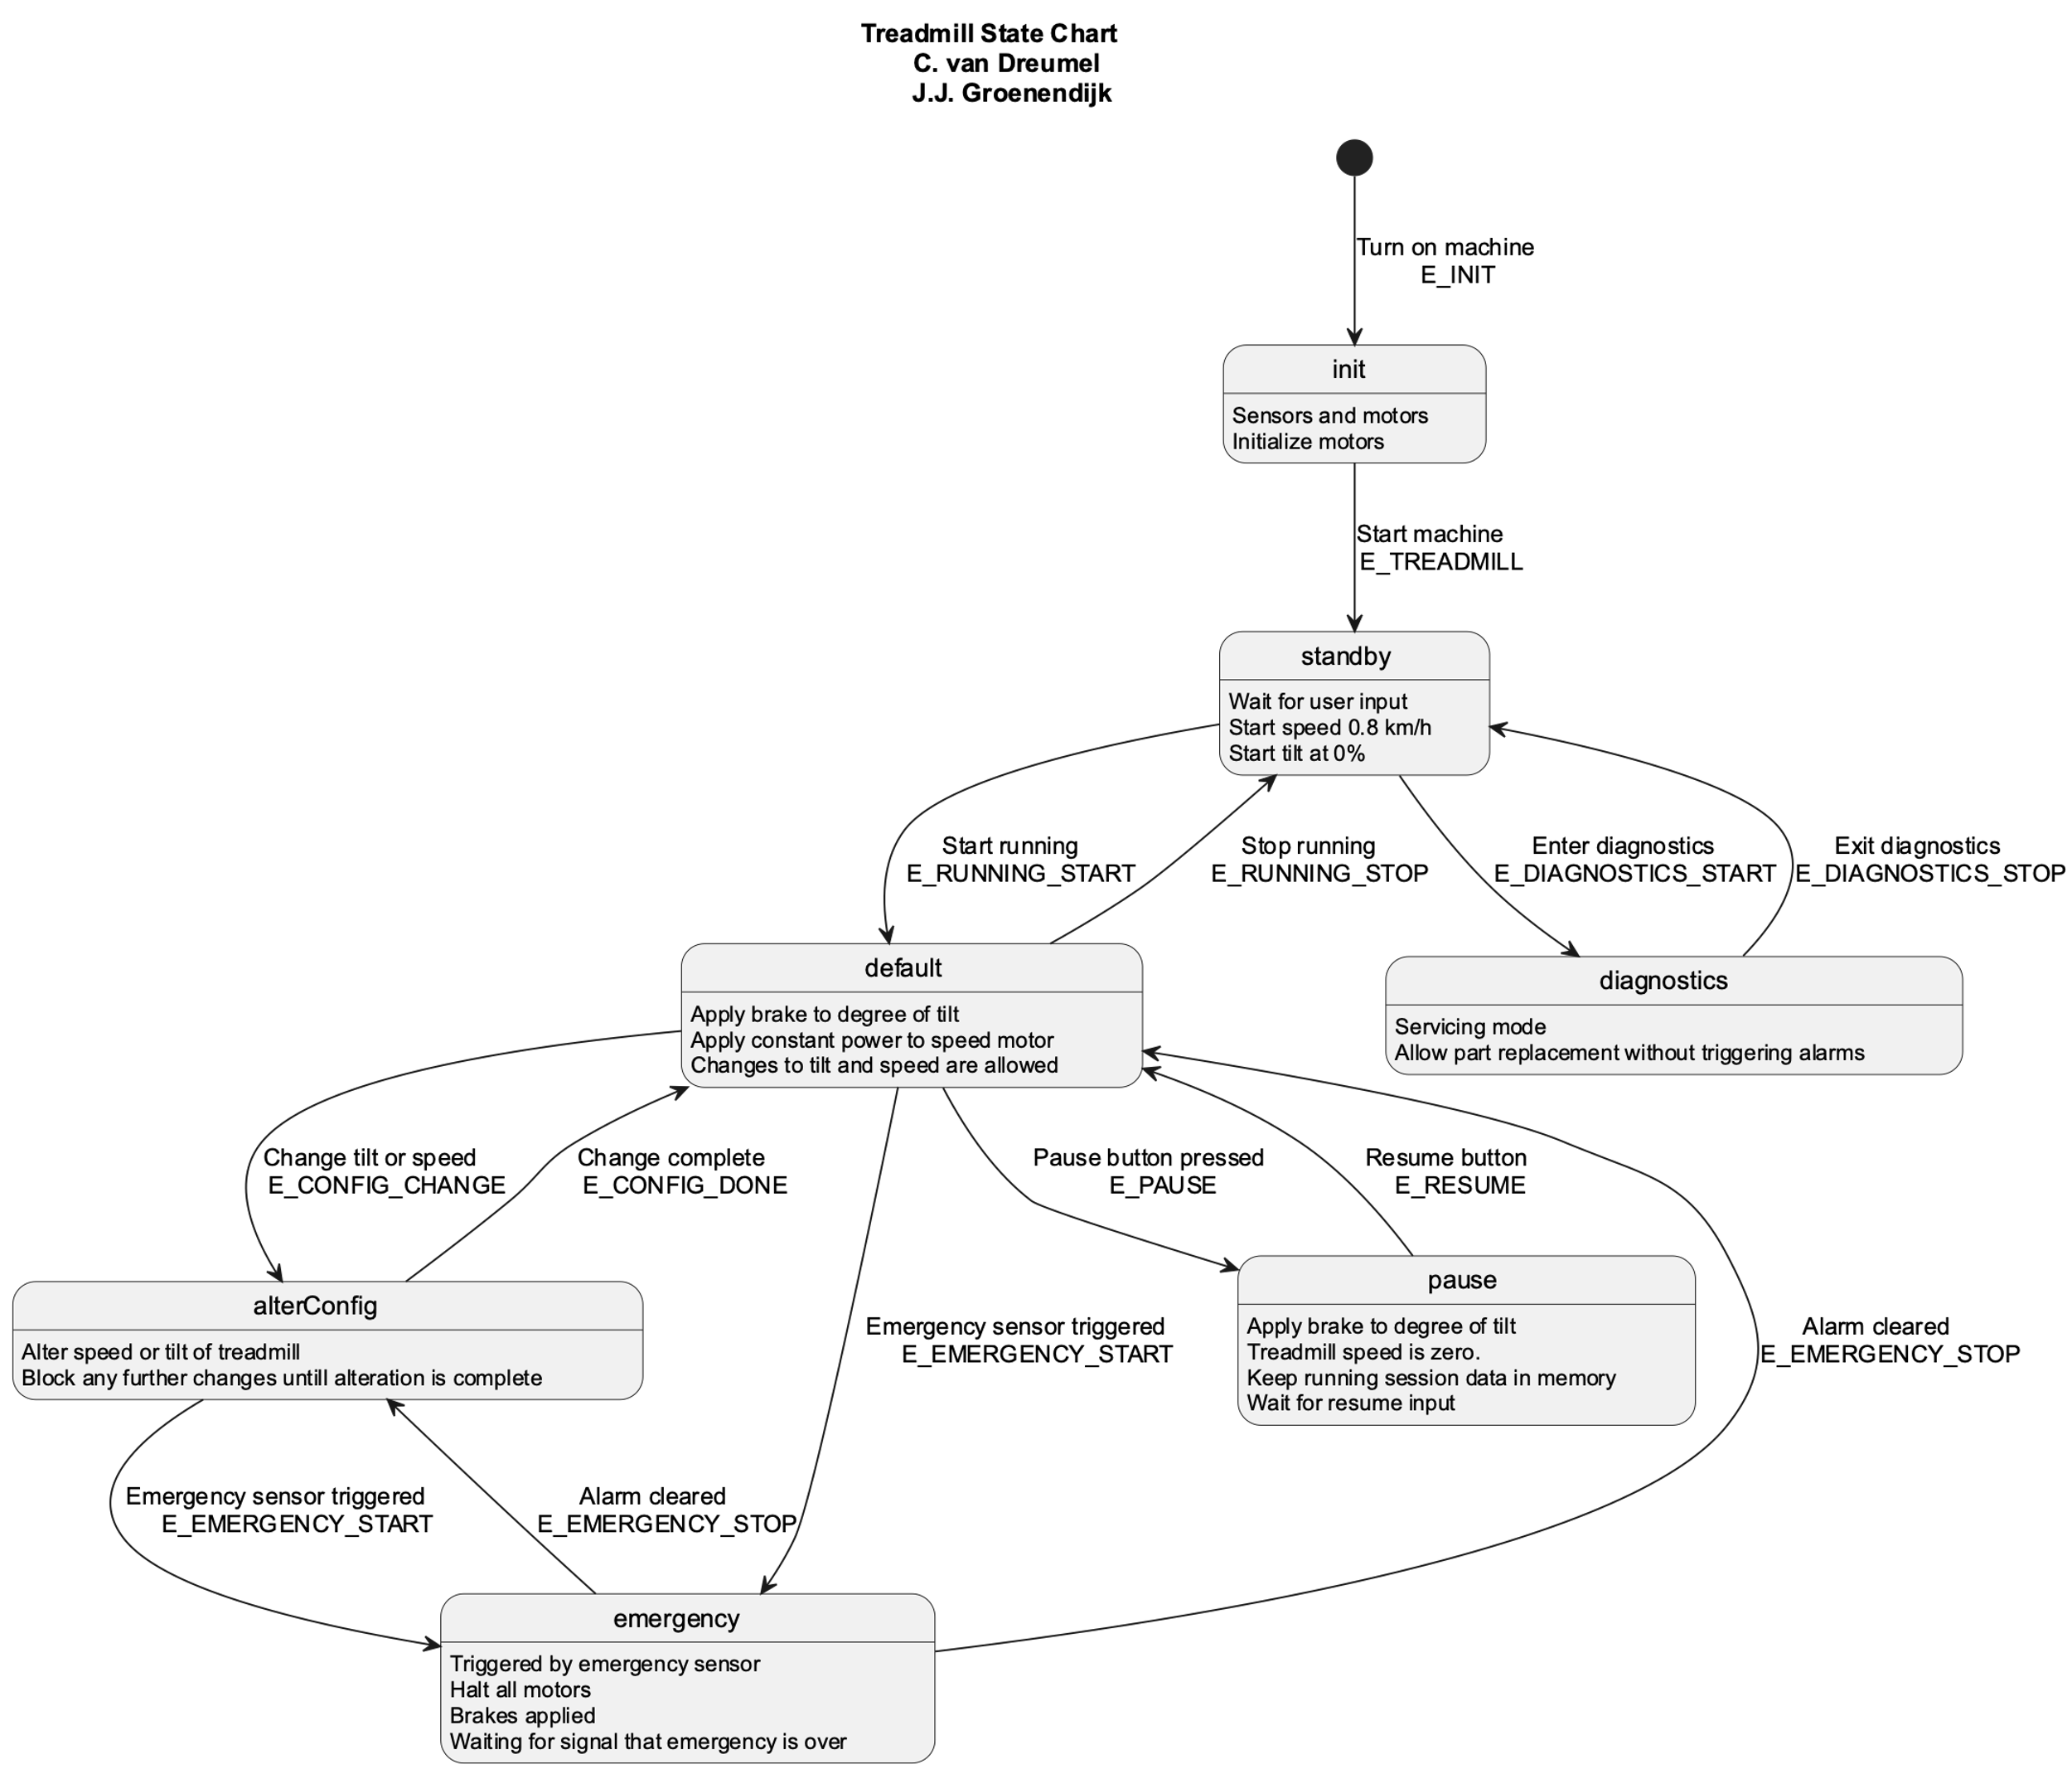 Treadmill State Chart
C. van Dreumel
J.J. Groenendijk
Turn on machine
E_INIT
init
Sensors and motors
Initialize motors
Start machine
E_TREADMILL
standby
Wait for user input
Start speed 0.8 km/h
Start tilt at 0%
Start running
E_RUNNING_START
Stop running
E_RUNNING_STOP
Enter diagnostics
E_DIAGNOSTICS_START
Exit diagnostics
E_DIAGNOSTICS_STOP
default
Apply brake to degree of tilt
Apply constant power to speed motor
Changes to tilt and speed are allowed
diagnostics
Servicing mode
Allow part replacement without triggering alarms
Change tilt or speed
E_CONFIG_CHANGE
Change complete
E_CONFIG_DONE
Pause button pressed
E_PAUSE
Resume button
E_RESUME
alterConfig
Alter speed or tilt of treadmill
Block any further changes untill alteration is complete
Emergency sensor triggered
E_EMERGENCY_START
pause
Apply brake to degree of tilt
Treadmill speed is zero.
Keep running session data in memory
Wait for resume input
Alarm cleared
E_EMERGENCY_STOP
Emergency sensor triggered
E_EMERGENCY_START
Alarm cleared
E_EMERGENCY_STOP
emergency
Triggered by emergency sensor
Halt all motors
Brakes applied
Waiting for signal that emergency is over